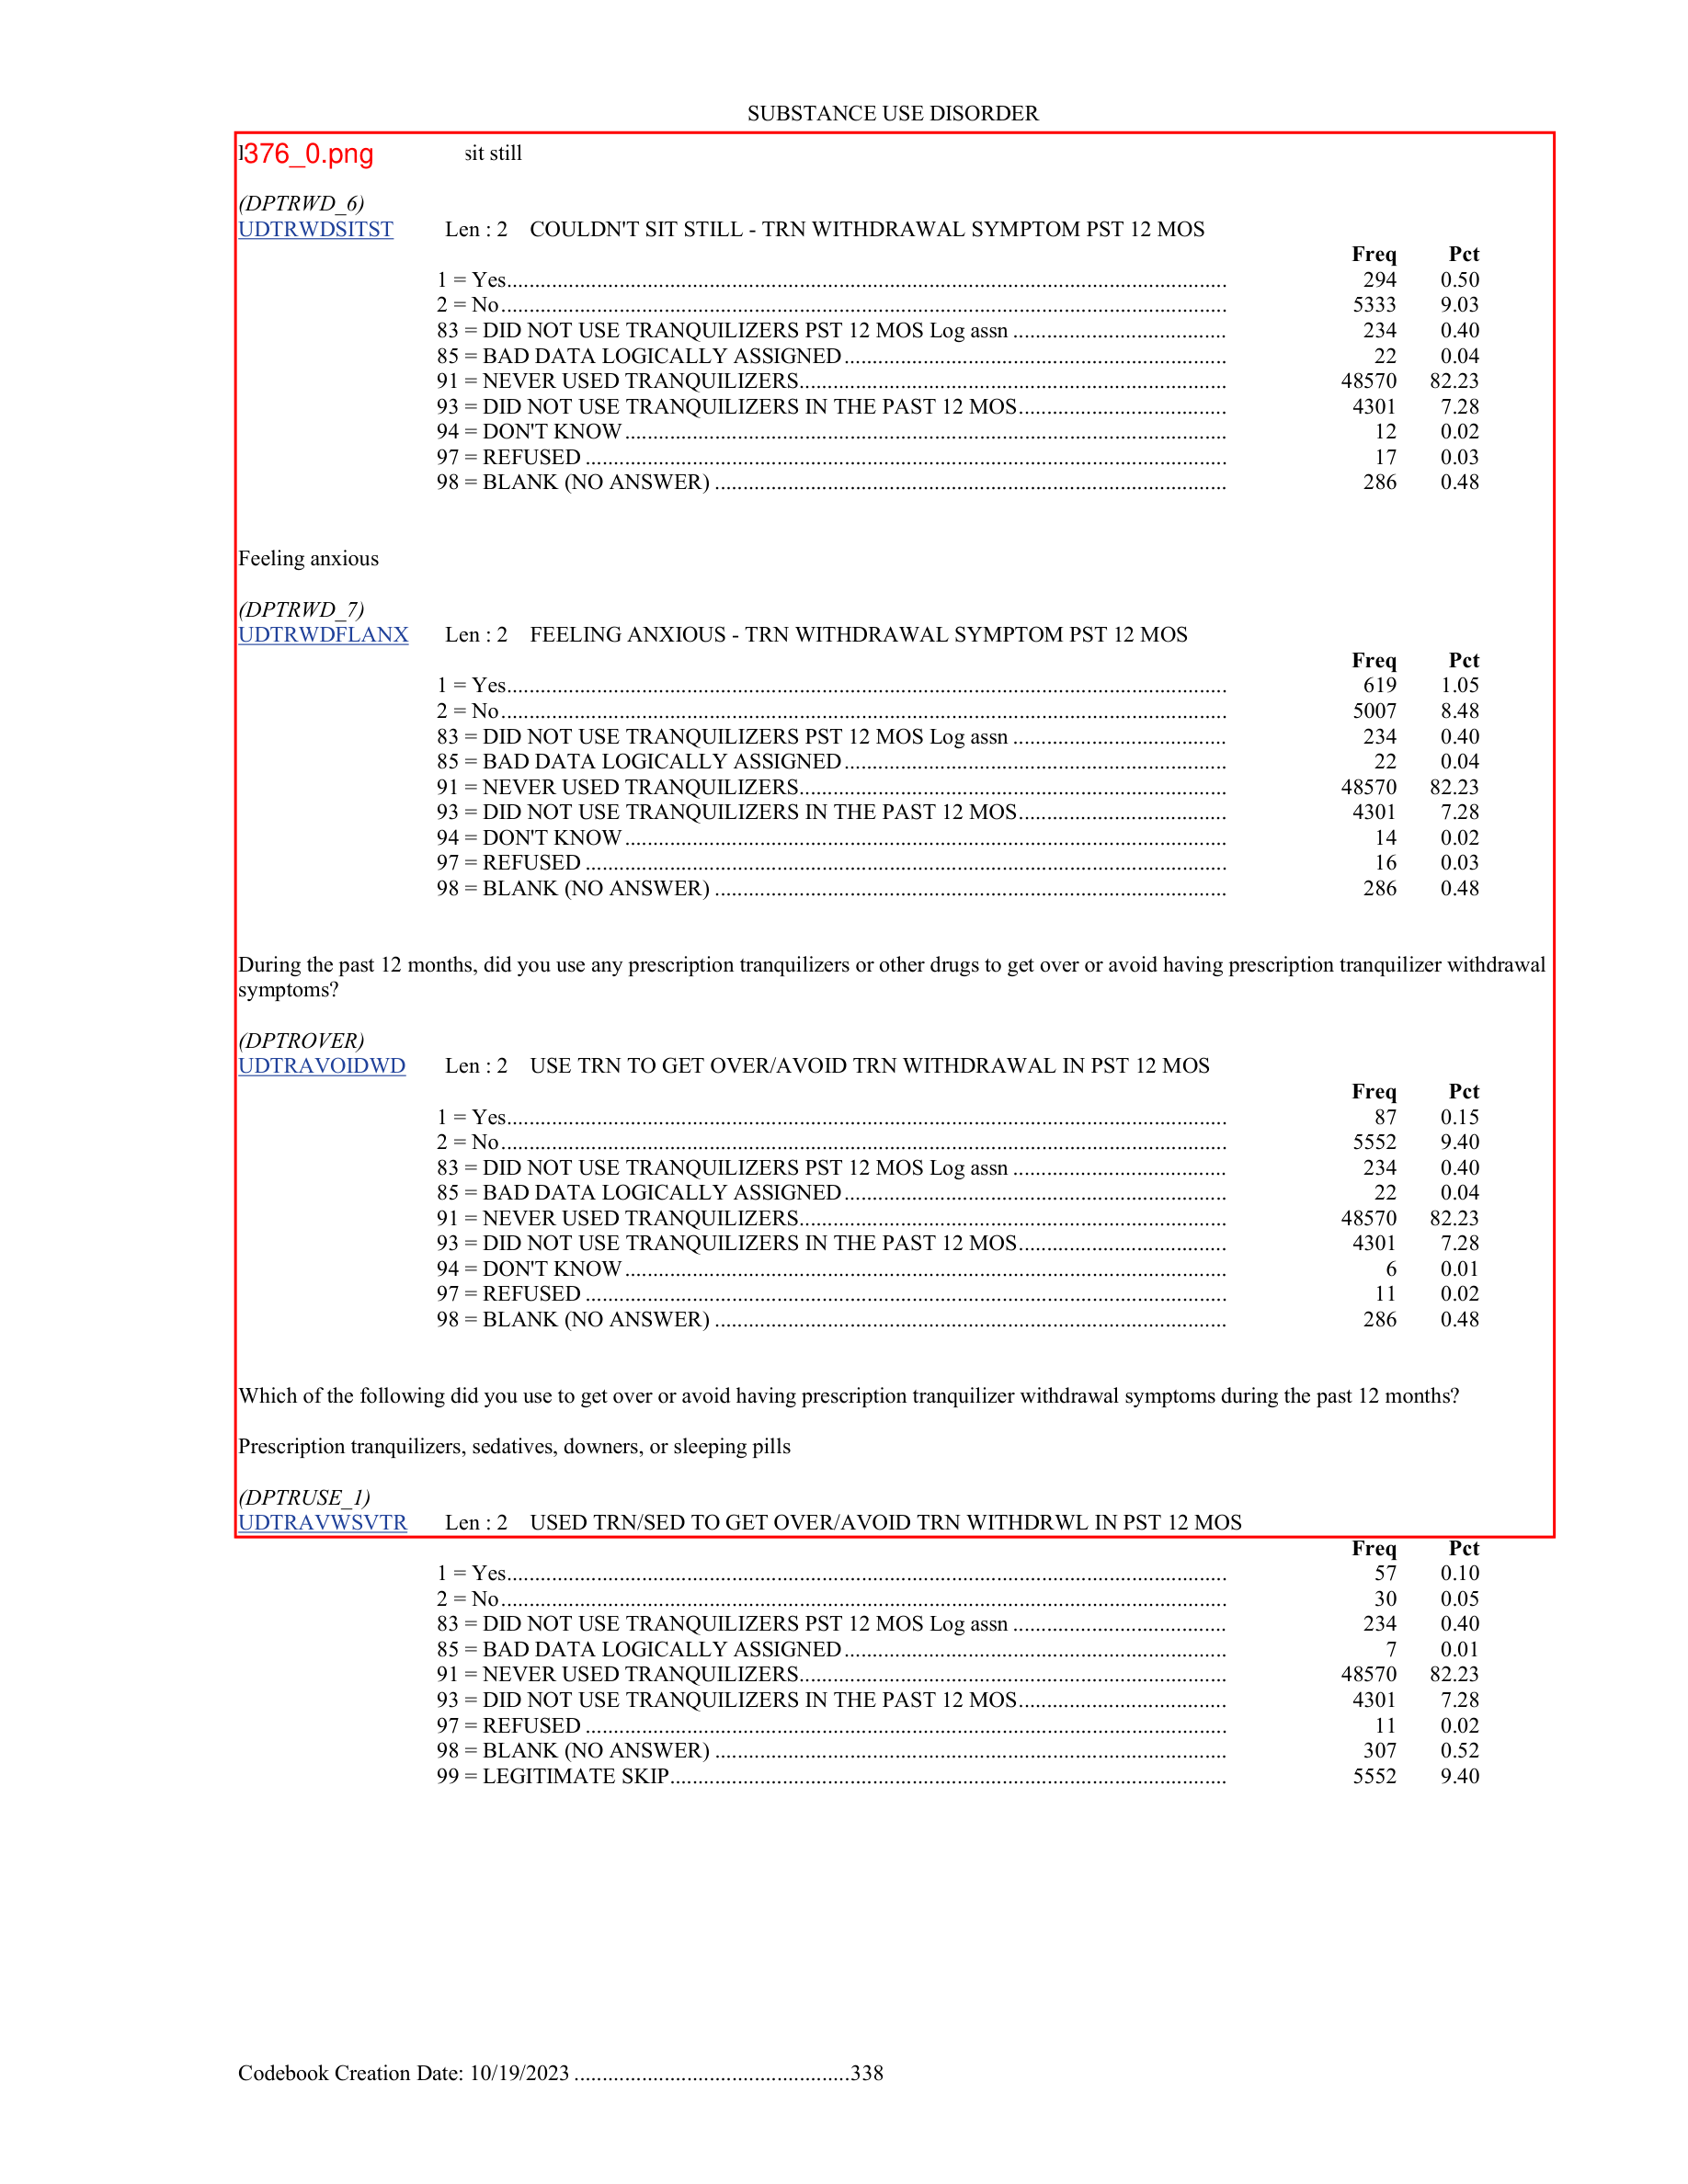 SUBSTANCE USE DISORDER
376_0.png sit still
(DPTRWD_6)
UDTRWDSITST Len : 2 COULDN'T SIT STILL - TRN WITHDRAWAL SYMPTOM PST 12 MOS
Freq Pct
1 = Yes 294 0.50
2 = No 5333 9.03
83 = DID NOT USE TRANQUILIZERS PST 12 MOS Log assn 234 0.40
85 = BAD DATA LOGICALLY ASSIGNED 22 0.04
91 = NEVER USED TRANQUILIZERS 48570 82.23
93 = DID NOT USE TRANQUILIZERS IN THE PAST 12 MOS 4301 7.28
94 = DON'T KNOW 12 0.02
97 = REFUSED 17 0.03
98 = BLANK (NO ANSWER) 286 0.48
Feeling anxious
(DPTRWD_7)
UDTRWDFLANX Len : 2 FEELING ANXIOUS - TRN WITHDRAWAL SYMPTOM PST 12 MOS
Freq Pct
1 = Yes 619 1.05
2 = No 5007 8.48
83 = DID NOT USE TRANQUILIZERS PST 12 MOS Log assn 234 0.40
85 = BAD DATA LOGICALLY ASSIGNED 22 0.04
91 = NEVER USED TRANQUILIZERS 48570 82.23
93 = DID NOT USE TRANQUILIZERS IN THE PAST 12 MOS 4301 7.28
94 = DON'T KNOW 14 0.02
97 = REFUSED 16 0.03
98 = BLANK (NO ANSWER) 286 0.48
During the past 12 months, did you use any prescription tranquilizers or other drugs to get over or avoid having prescription tranquilizer withdrawal
symptoms?
(DPTROVER)
UDTRAVOIDWD Len : 2 USE TRN TO GET OVER/AVOID TRN WITHDRAWAL IN PST 12 MOS
Freq Pct
1 = Yes 87 0.15
2 = No 5552 9.40
83 = DID NOT USE TRANQUILIZERS PST 12 MOS Log assn 234 0.40
85 = BAD DATA LOGICALLY ASSIGNED 22 0.04
91 = NEVER USED TRANQUILIZERS 48570 82.23
93 = DID NOT USE TRANQUILIZERS IN THE PAST 12 MOS 4301 7.28
94 = DON'T KNOW 6 0.01
97 = REFUSED 11 0.02
98 = BLANK (NO ANSWER) 286 0.48
Which of the following did you use to get over or avoid having prescription tranquilizer withdrawal symptoms during the past 12 months?
Prescription tranquilizers, sedatives, downers, or sleeping pills
(DPTRUSE_1)
UDTRAVWSVTR Len : 2 USED TRN/SED TO GET OVER/AVOID TRN WITHDRWL IN PST 12 MOS
Freq Pct
1 = Yes 57 0.10
2 = No 30 0.05
83 = DID NOT USE TRANQUILIZERS PST 12 MOS Log assn 234 0.40
85 = BAD DATA LOGICALLY ASSIGNED 7 0.01
91 = NEVER USED TRANQUILIZERS 48570 82.23
93 = DID NOT USE TRANQUILIZERS IN THE PAST 12 MOS 4301 7.28
97 = REFUSED 11 0.02
98 = BLANK (NO ANSWER) 307 0.52
99 = LEGITIMATE SKIP 5552 9.40
Codebook Creation Date: 10/19/2023 338